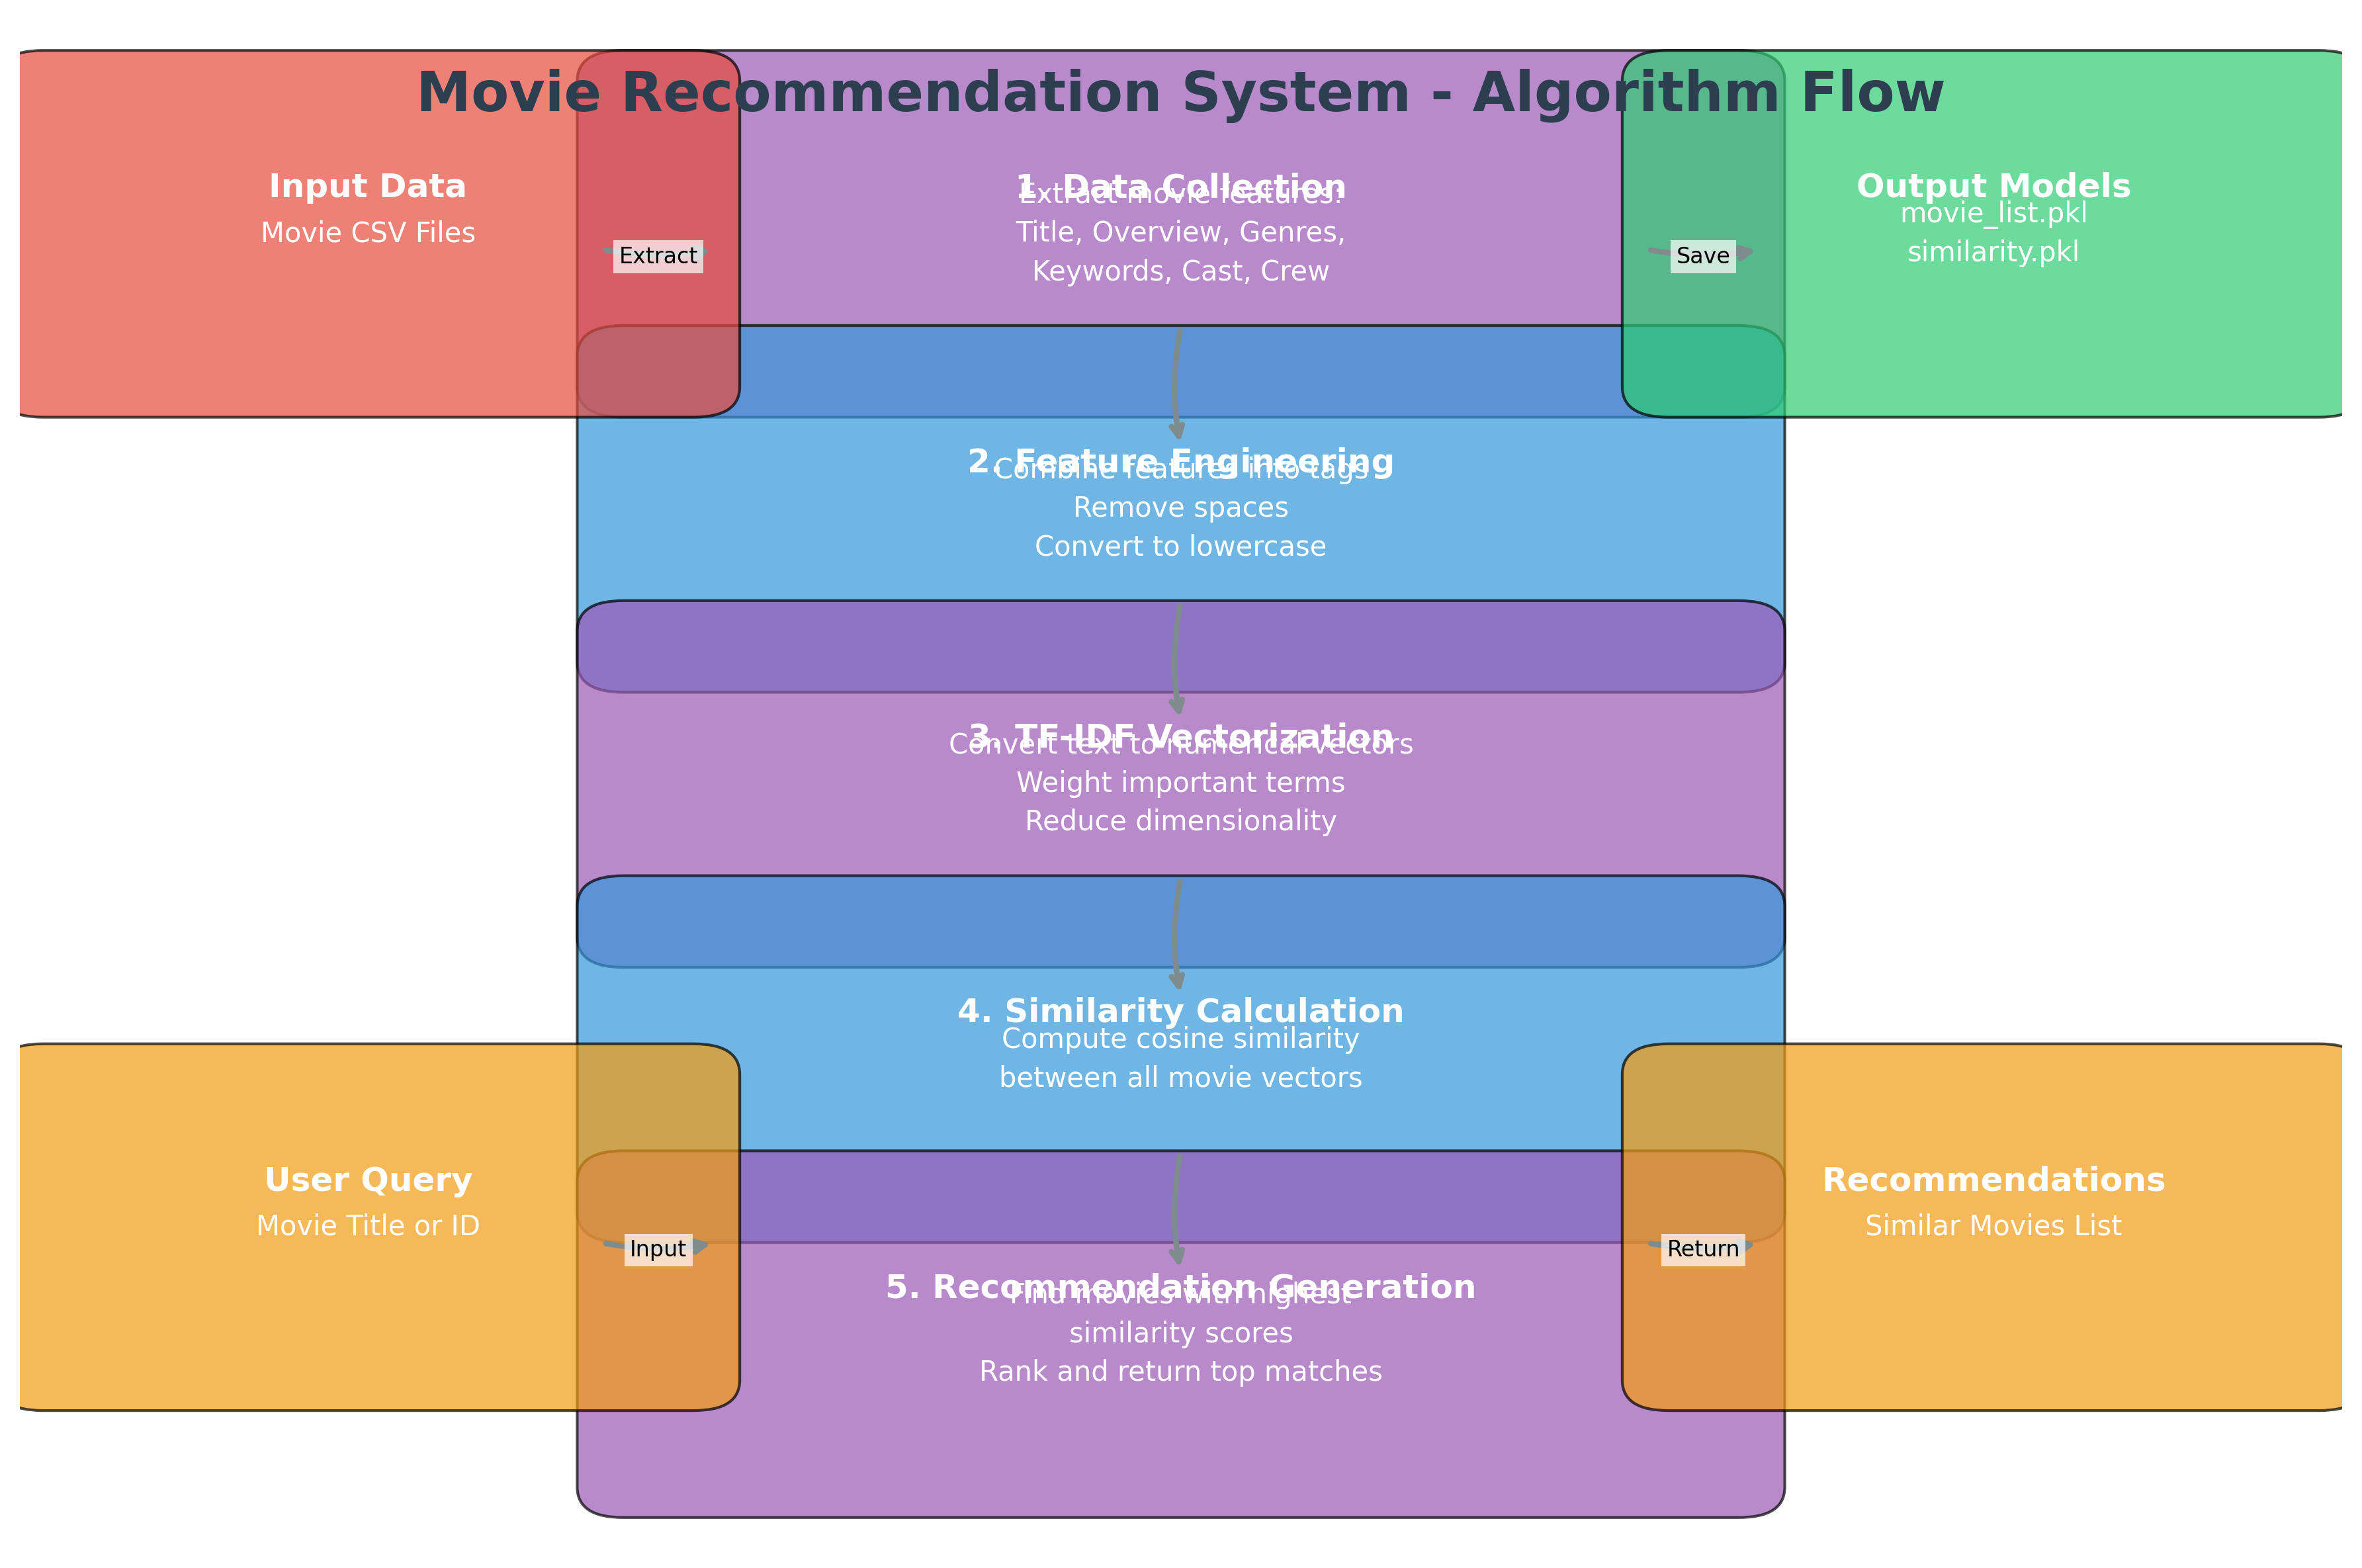 Movie Recommendation System - Algorithm Flow
Input Data
Movie CSV Files
Extract
1. Data Collection
Extract movie features:
Title, Overview, Genres,
Keywords, Cast, Crew
Save
Output Models
movie_list.pkl
similarity.pkl
2. Feature Engineering
Combine features into tags
Remove spaces
Convert to lowercase
3. TF-IDF Vectorization
Convert text to numerical vectors
Weight important terms
Reduce dimensionality
4. Similarity Calculation
Compute cosine similarity
between all movie vectors
User Query
Movie Title or ID
Input
5. Recommendation Generation
Find movies with highest
similarity scores
Rank and return top matches
Return
Recommendations
Similar Movies List